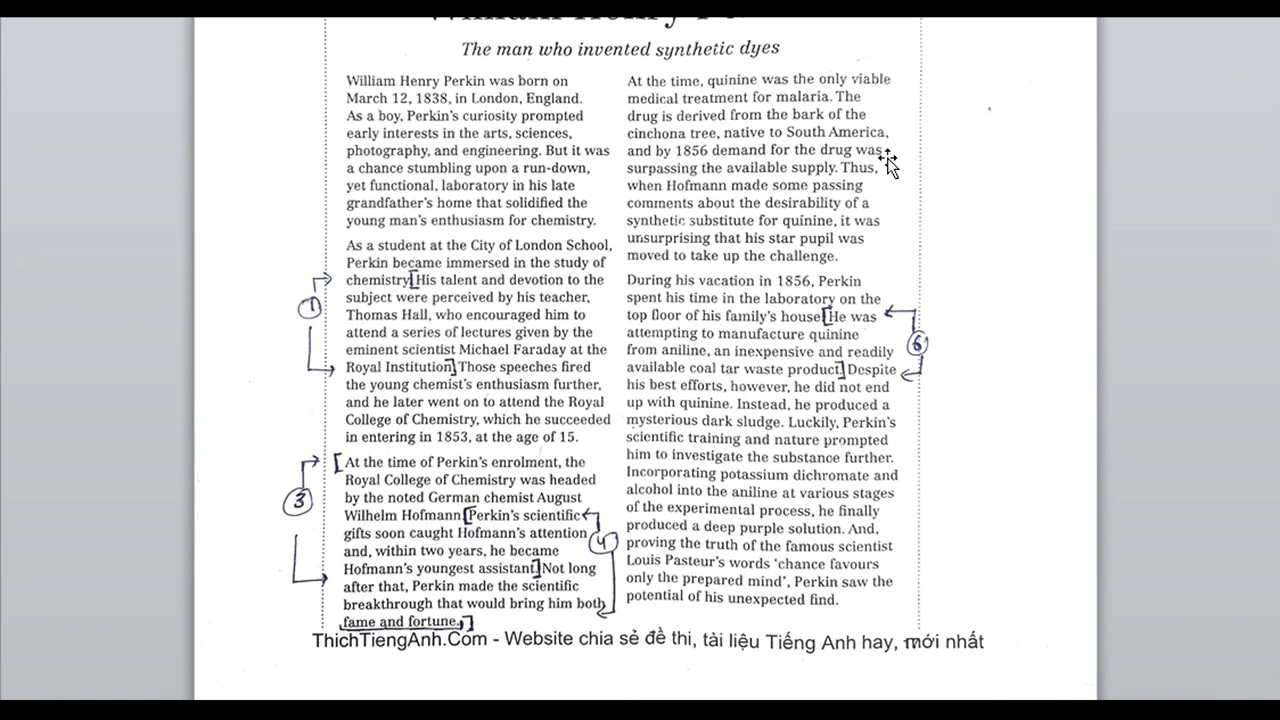 The man who invented synthetic dyes
William Henry Perkin was born on
March 12, 1838, in London, England.
As a boy, Perkin's curiosity prompted
early interests in the arts, sciences,
photography, and engineering. But it was
a chance stumbling upon a run-down,
yet functional, laboratory in his late
grandfather's home that solidified the
young man's enthusiasm for chemistry.
As a student at the City of London School,
Perkin became immersed in the study of
chemistry[His talent and devotion to the
subject were perceived by his teacher,
Thomas Hall, who encouraged him to
attend a series of lectures given by the
eminent scientist Michael Faraday at the
Royal Institution] Those speeches fired
the young chemist's enthusiasm further,
and he later went on to attend the Royal
College of Chemistry, which he succeeded
in entering in 1853, at the age of 15.
1
[At the time of Perkin's enrolment, the
Royal College of Chemistry was headed
by the noted German chemist August
Wilhelm Hofmann[Perkin's scientific
gifts soon caught Hofmann's attention
and, within two years, he became
Hofmann's youngest assistant]Not long
after that, Perkin made the scientific
breakthrough that would bring him both
fame and fortune.]
3
4
At the time, quinine was the only viable
medical treatment for malaria. The
drug is derived from the bark of the
cinchona tree, native to South America,
and by 1856 demand for the drug was
surpassing the available supply. Thus,
when Hofmann made some passing
comments about the desirability of a
synthetic substitute for quinine, it was
unsurprising that his star pupil was
moved to take up the challenge.
During his vacation in 1856, Perkin
spent his time in the laboratory on the
top floor of his family's house[He was
attempting to manufacture quinine
from aniline, an inexpensive and readily
available coal tar waste product]Despite
his best efforts, however, he did not end
up with quinine. Instead, he produced a
mysterious dark sludge. Luckily, Perkin's
scientific training and nature prompted
him to investigate the substance further.
Incorporating potassium dichromate and
alcohol into the aniline at various stages
of the experimental process, he finally
produced a deep purple solution. And,
proving the truth of the famous scientist
Louis Pasteur's words 'chance favours
only the prepared mind', Perkin saw the
potential of his unexpected find.
6
ThichTiengAnh.Com - Website chia sẻ đề thi, tài liệu Tiếng Anh hay, mới nhất